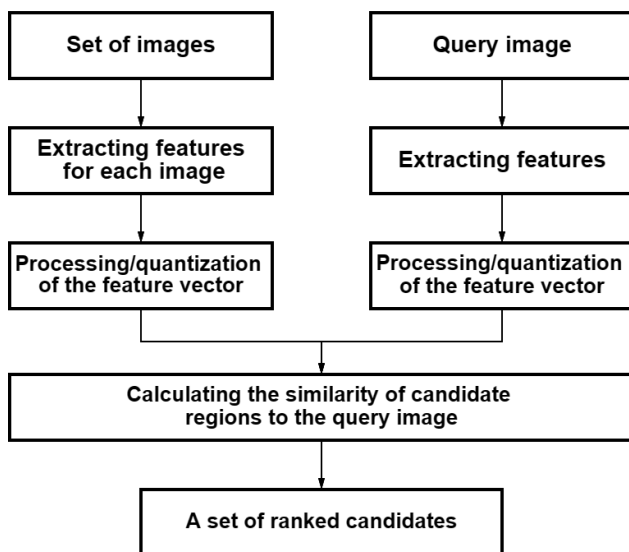 Set of images
Query image
Extracting features
for each image
Extracting features
Processing/quantization
of the feature vector
Processing/quantization
of the feature vector
Calculating the similarity of candidate
regions to the query image
A set of ranked candidates